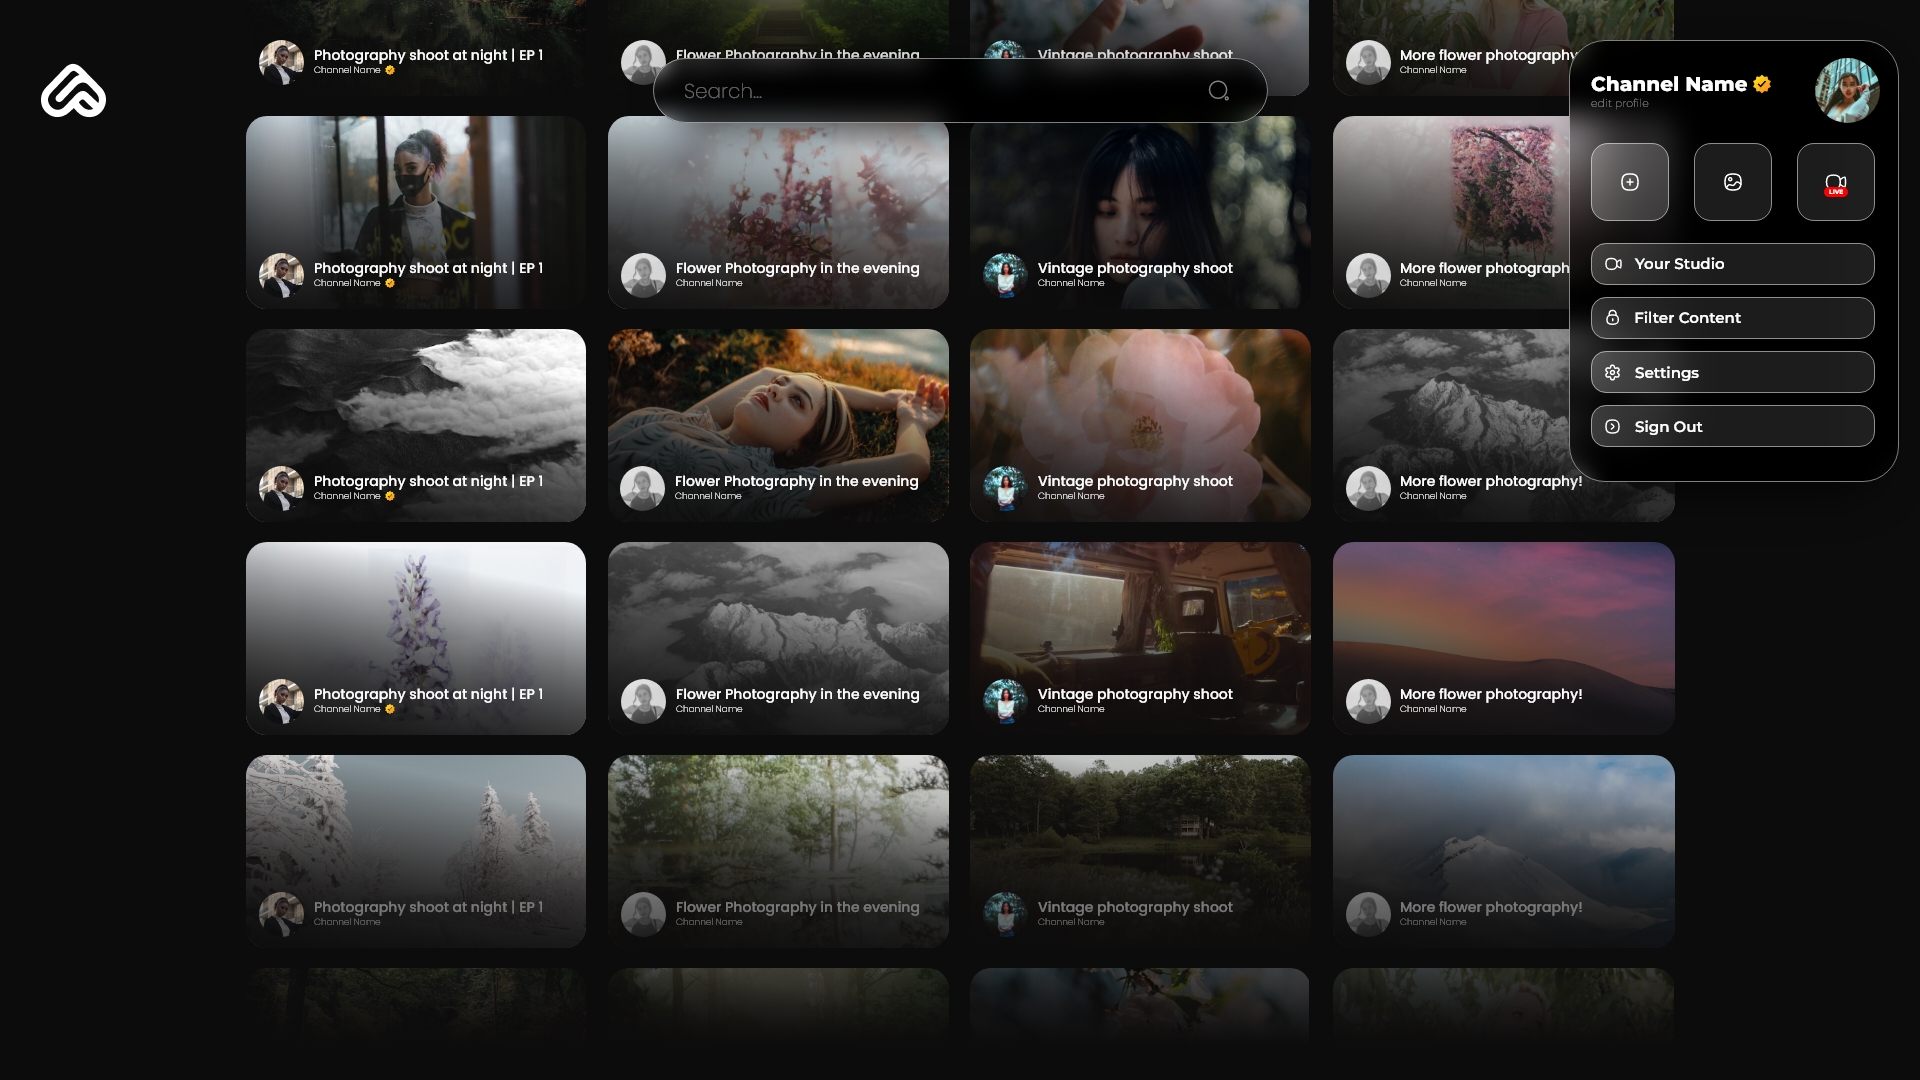 Photography shoot at night | EP 1
Channel Name
Flower Photography in the evening
Vintage photography shoot
More flower photography
Channel Name
Search...
Channel Name
edit profile
LIVE
Your Studio
Filter Content
Settings
Sign Out
Photography shoot at night | EP 1
Channel Name
Flower Photography in the evening
Channel Name
Vintage photography shoot
Channel Name
More flower photograph
Channel Name
Photography shoot at night | EP 1
Channel Name
Flower Photography in the evening
Channel Name
Vintage photography shoot
Channel Name
More flower photography!
Channel Name
Photography shoot at night | EP 1
Channel Name
Flower Photography in the evening
Channel Name
Vintage photography shoot
Channel Name
More flower photography!
Channel Name
Photography shoot at night | EP 1
Channel Name
Flower Photography in the evening
Channel Name
Vintage photography shoot
Channel Name
More flower photography!
Channel Name